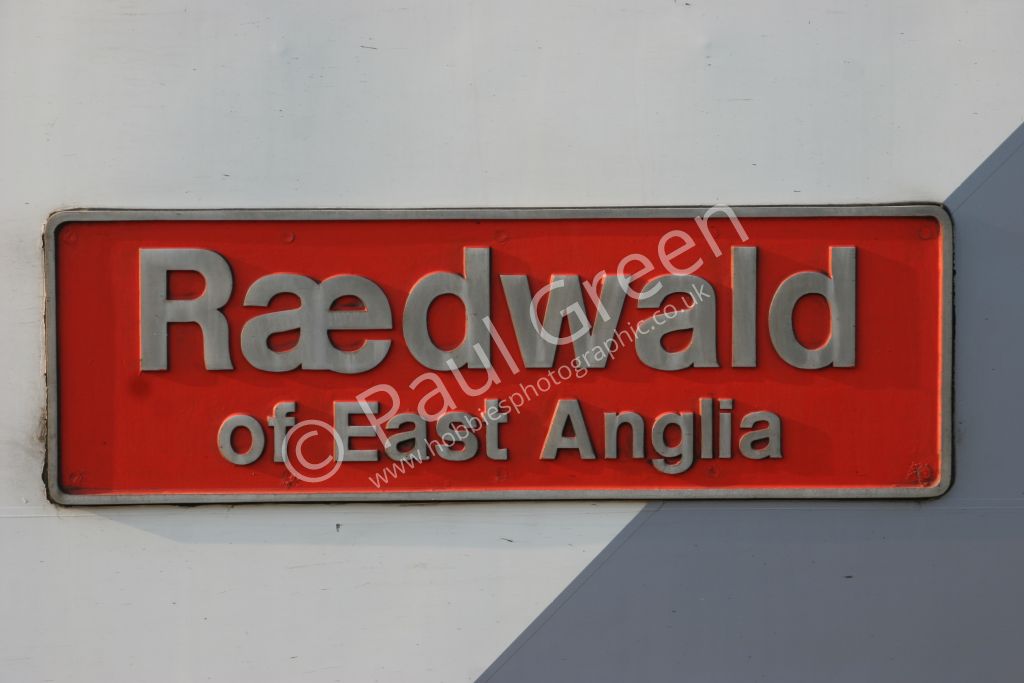 Rædwald
of East Anglia
© Paul Green
www.hobbiesphotographic.co.uk